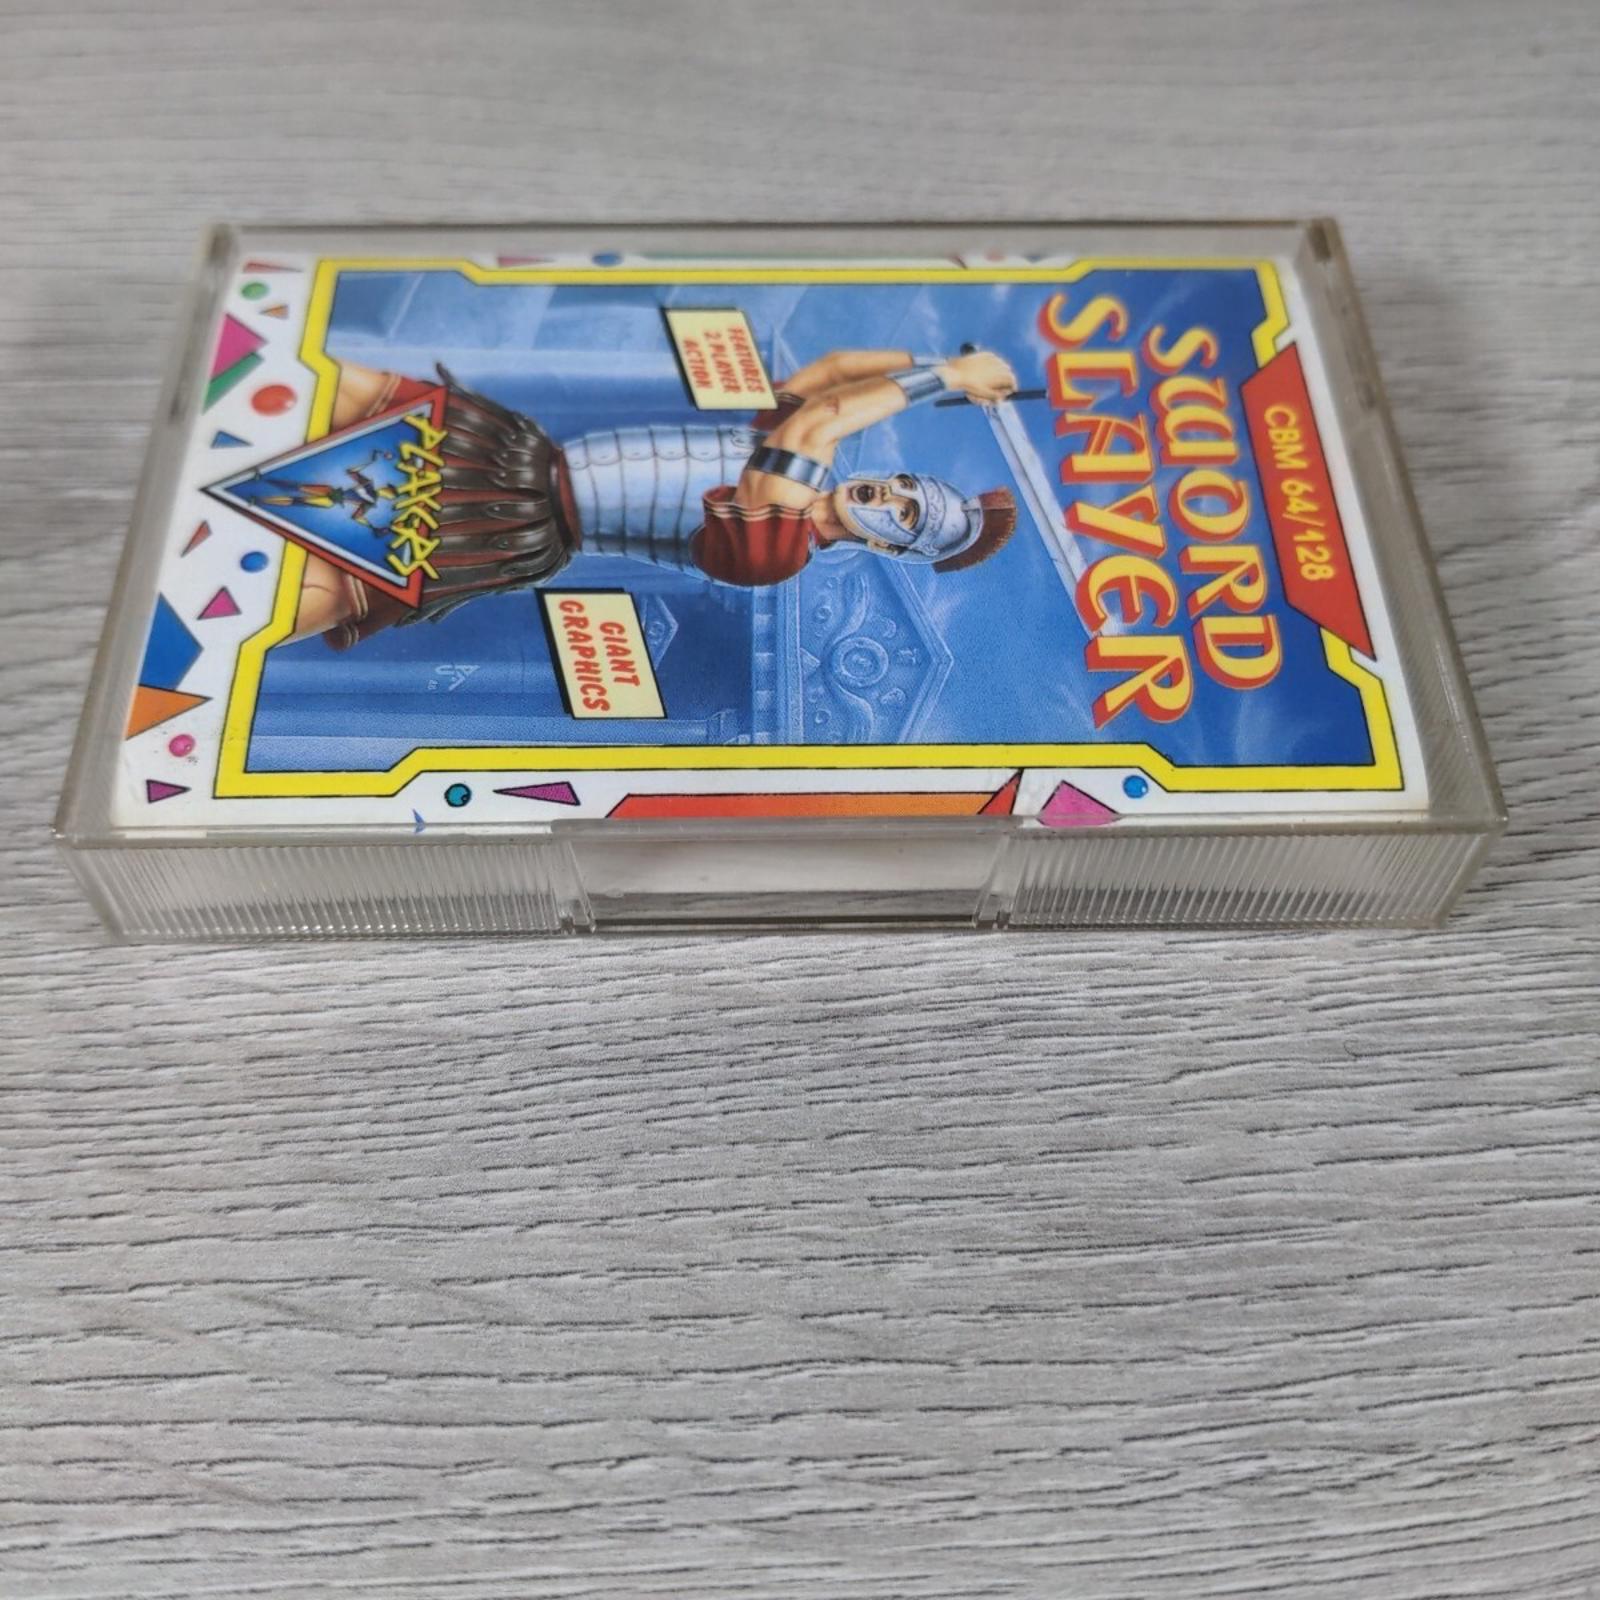 CBM 64/128
SWORD
SLAYER
FEATURES
2 PLAYER
ACTION
GIANT
GRAPHICS
PLAYERS